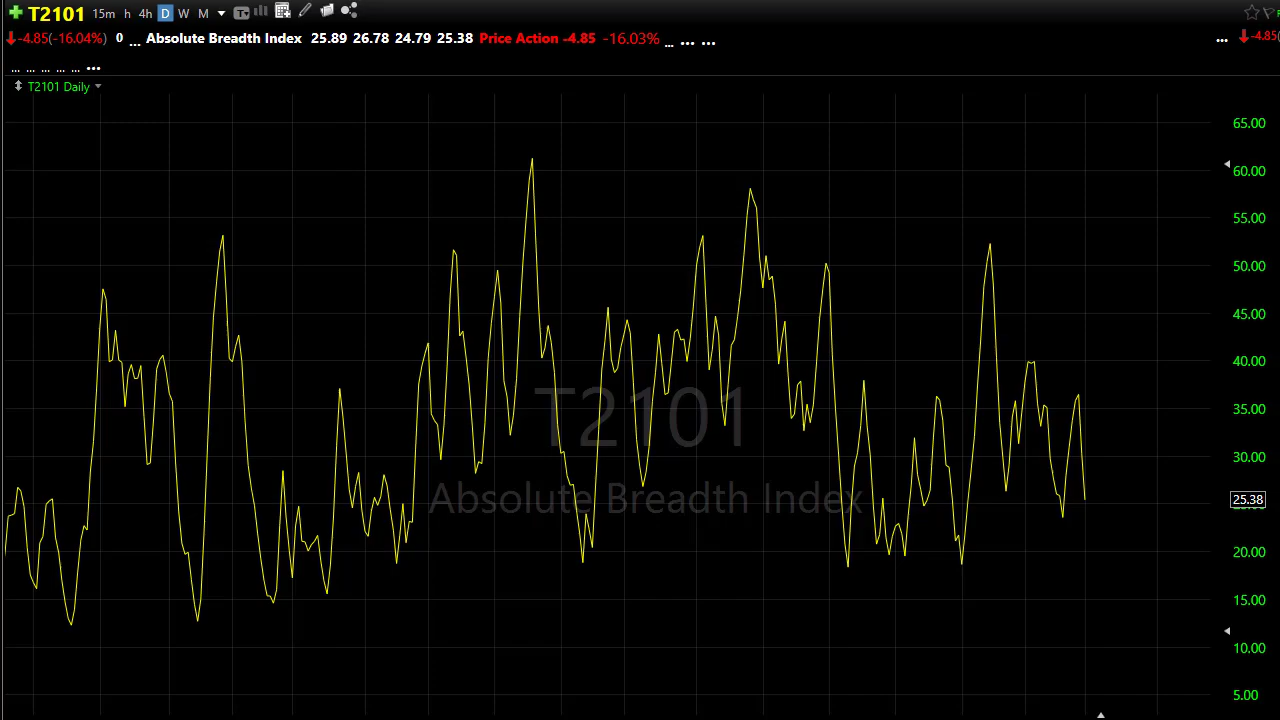 T2101 15m h 4h D W M T
-4.85(-16.04%) 0 ... Absolute Breadth Index 25.89 26.78 24.79 25.38 Price Action -4.85 -16.03% ... ... ... ... -4.85(
... ... ... ... ... ...
T2101 Daily
65.00
60.00
55.00
50.00
45.00
40.00
35.00
30.00
25.38
20.00
15.00
10.00
5.00
T2101
Absolute Breadth Index